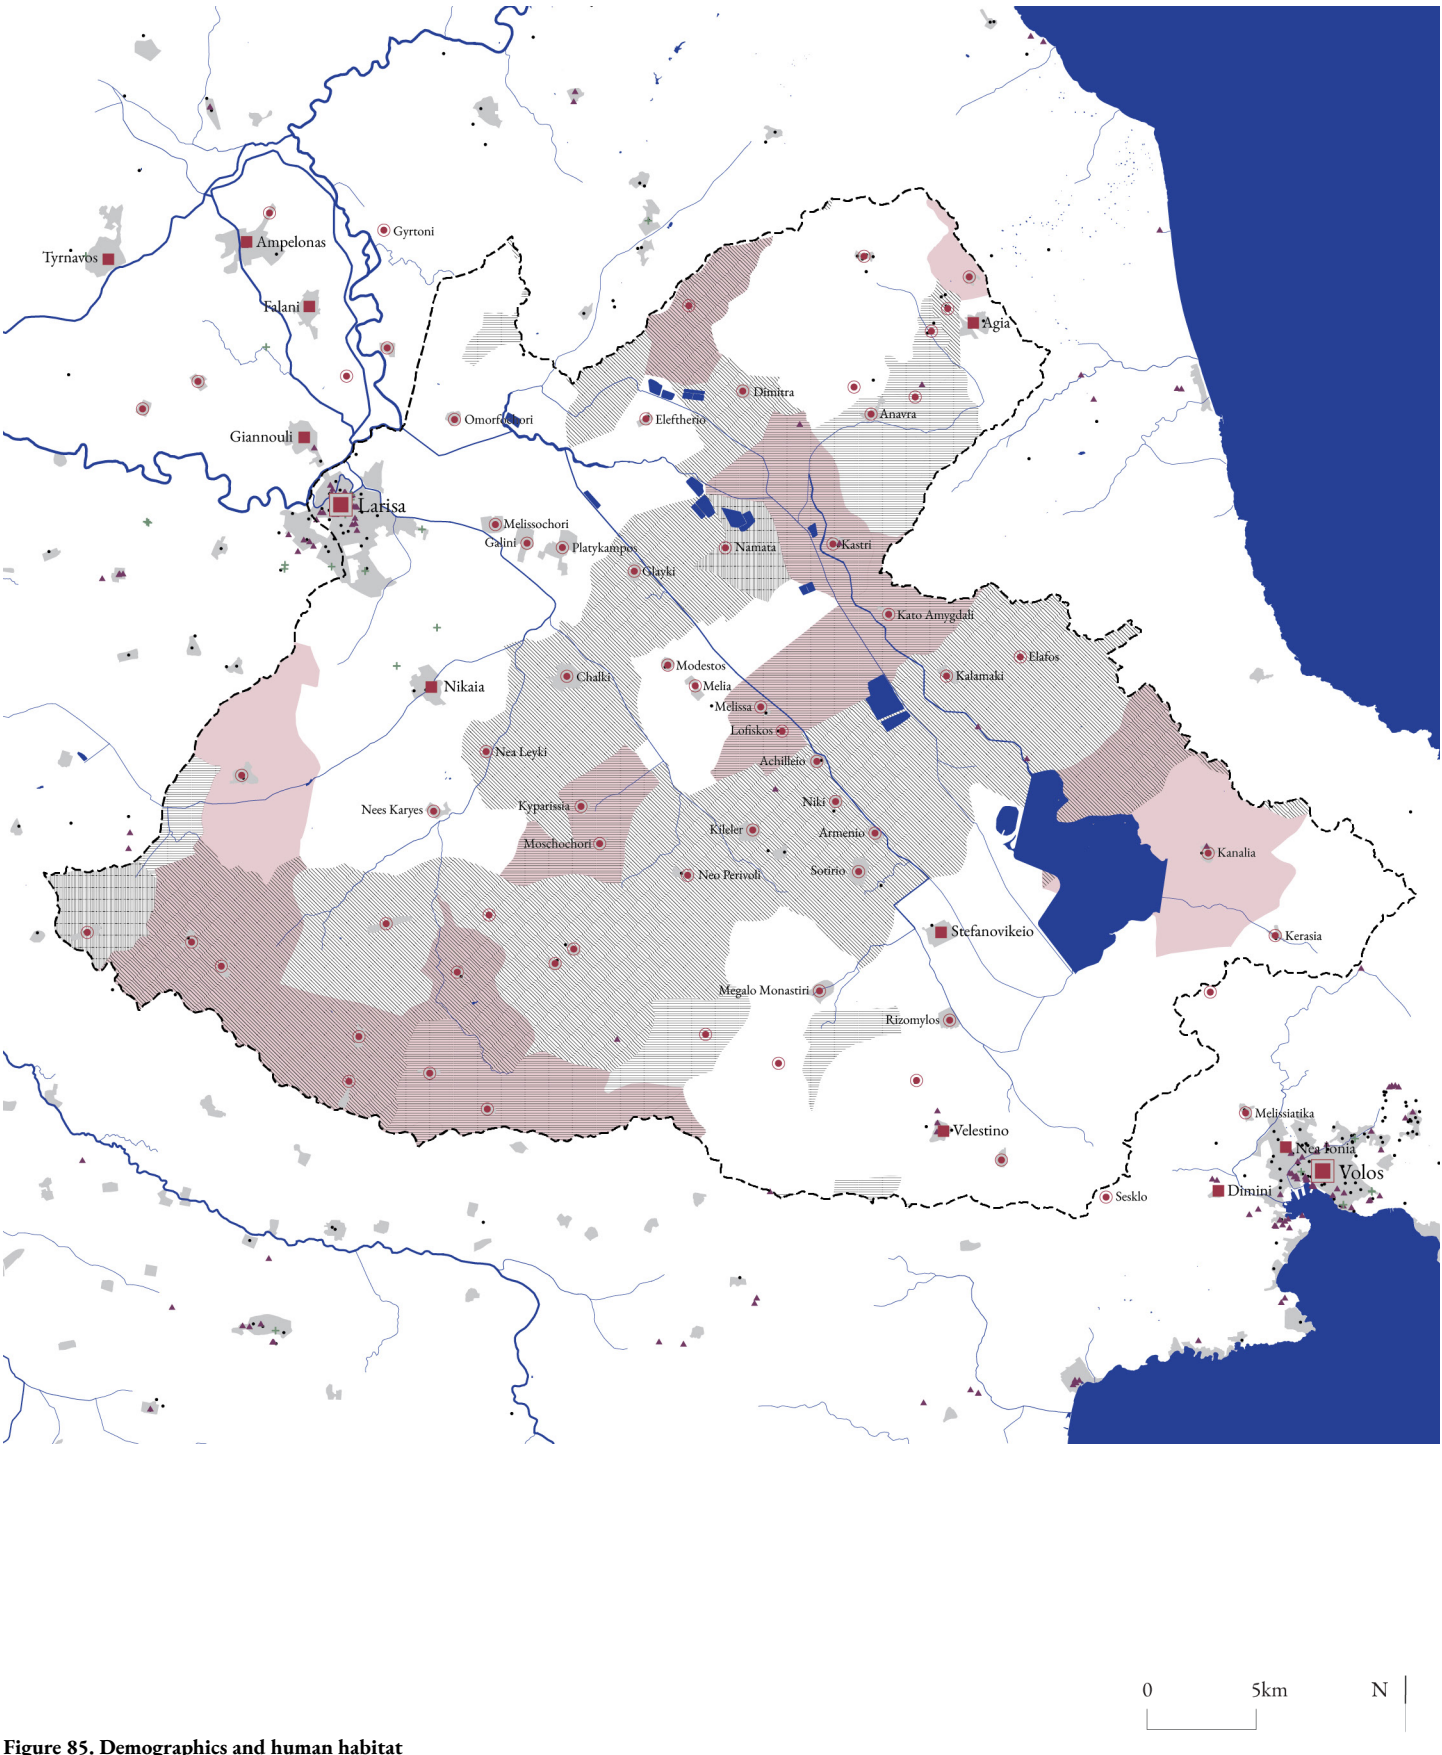 Gyrtoni
Ampelonas
Tyrnavos
Falani
Agia
Dimitra
Omorfochori
Eleftherio
Anavra
Giannouli
Larisa
Melissochori
Galini
Platykampos
Namata
Kastri
Glayki
Kato Amygdali
Elafos
Modestos
Chalki
Kalamaki
Nikaia
Melia
Melissa
Lofiskos
Nea Leyki
Achilleio
Niki
Kyparissia
Nees Karyes
Kileler
Armenio
Moschochori
Kanalia
Sotirio
Neo Perivoli
Stefanovikeio
Kerasia
Megalo Monastiri
Rizomylos
Melissiatika
Velestino
Nea Ionia
Volos
Dimini
Sesklo
0 5km N
Figure 85. Demographics and human habitat